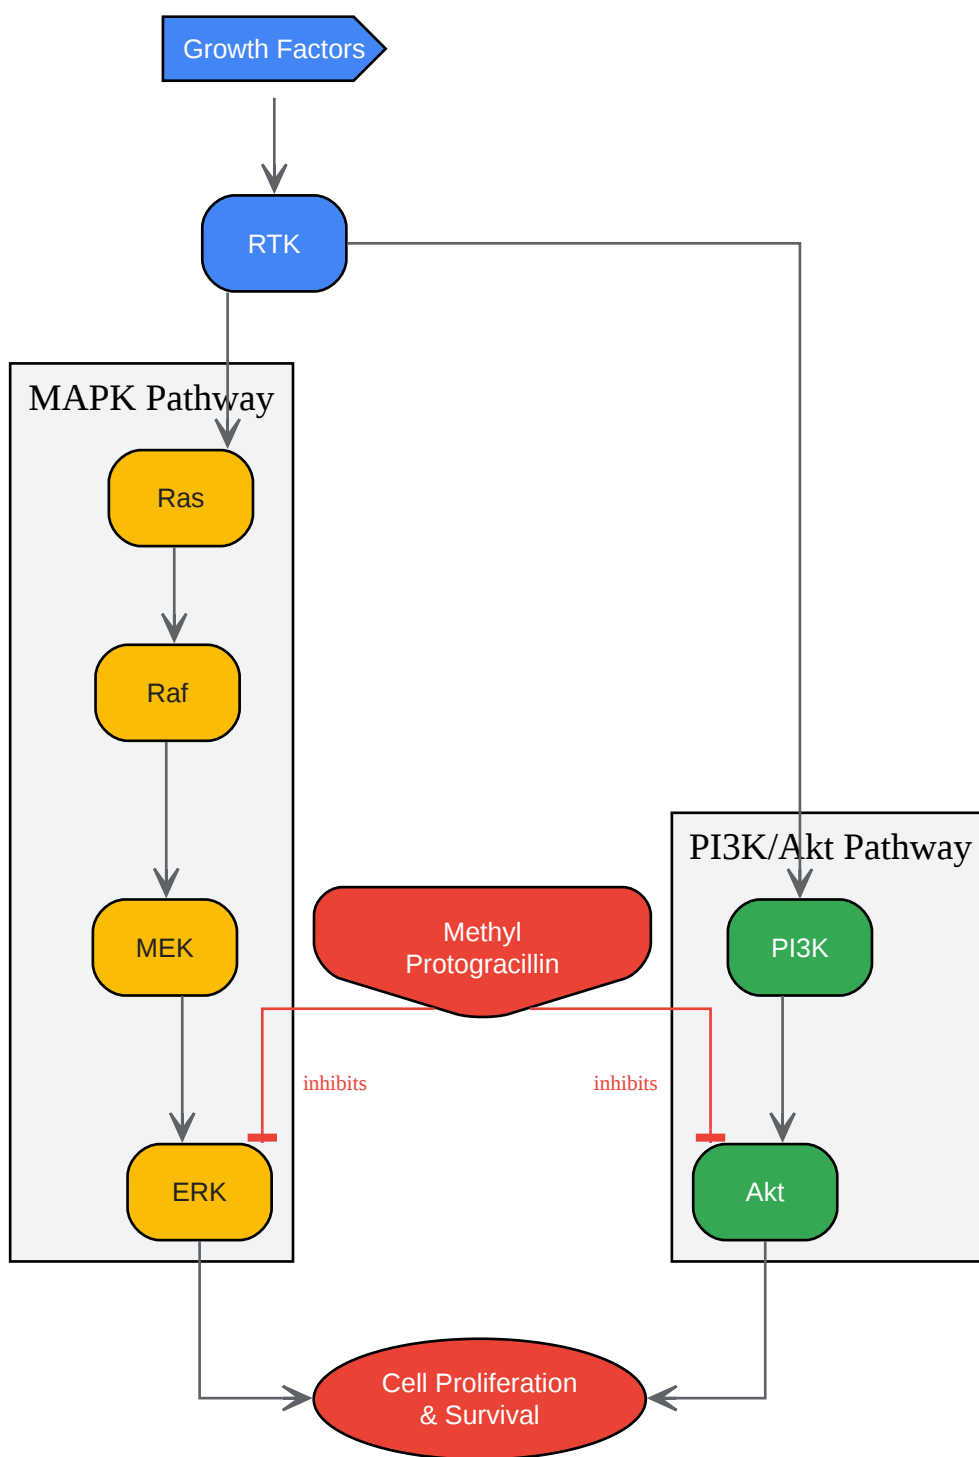 Growth Factors
RTK
MAPK Pathway
Ras
Raf
PI3K/Akt Pathway
MEK
Methyl
Protogracillin
PI3K
inhibits
inhibits
ERK
Akt
Cell Proliferation
& Survival